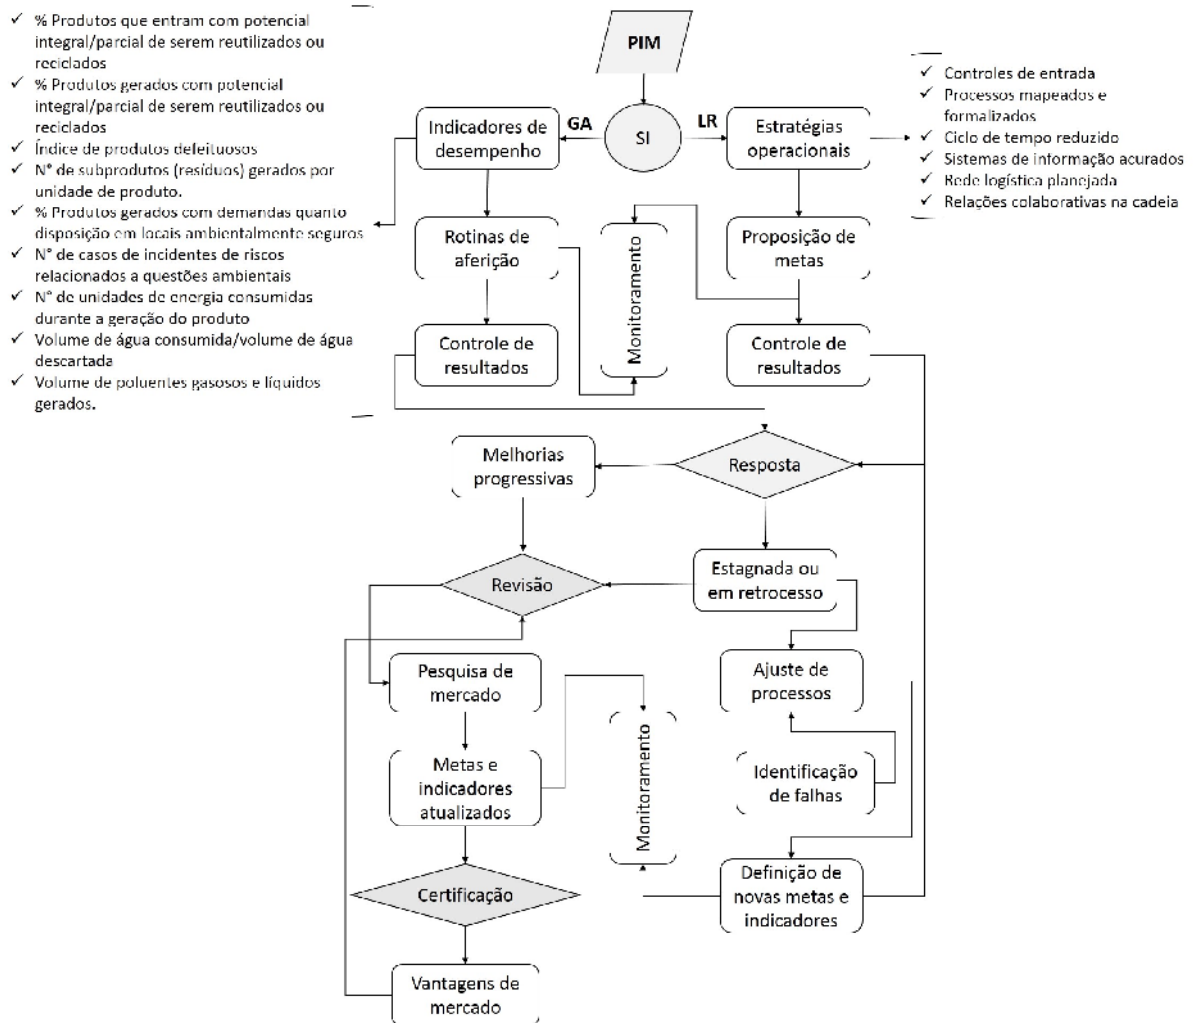 ✓ % Produtos que entram com potencial
integral/parcial de serem reutilizados ou
reciclados
✓ % Produtos gerados com potencial
integral/parcial de serem reutilizados ou
reciclados
✓ Índice de produtos defeituosos
✓ N° de subprodutos (resíduos) gerados por
unidade de produto.
✓ % Produtos gerados com demandas quanto
disposição em locais ambientalmente seguros
✓ N° de casos de incidentes de riscos
relacionados a questões ambientais
✓ N° de unidades de energia consumidas
durante a geração do produto
✓ Volume de água consumida/volume de água
descartada
✓ Volume de poluentes gasosos e líquidos
gerados.
PIM
SI
GA
LR
Indicadores de
desempenho
Estratégias
operacionais
✓ Controles de entrada
✓ Processos mapeados e
formalizados
✓ Ciclo de tempo reduzido
✓ Sistemas de informação acurados
✓ Rede logística planejada
✓ Relações colaborativas na cadeia
Rotinas de
aferição
Monitoramento
Proposição de
metas
Controle de
resultados
Controle de
resultados
Resposta
Melhorias
progressivas
Estagnada ou
em retrocesso
Revisão
Pesquisa de
mercado
Ajuste de
processos
Metas e
indicadores
atualizados
Monitoramento
Identificação
de falhas
Certificação
Definição de
novas metas e
indicadores
Vantagens de
mercado